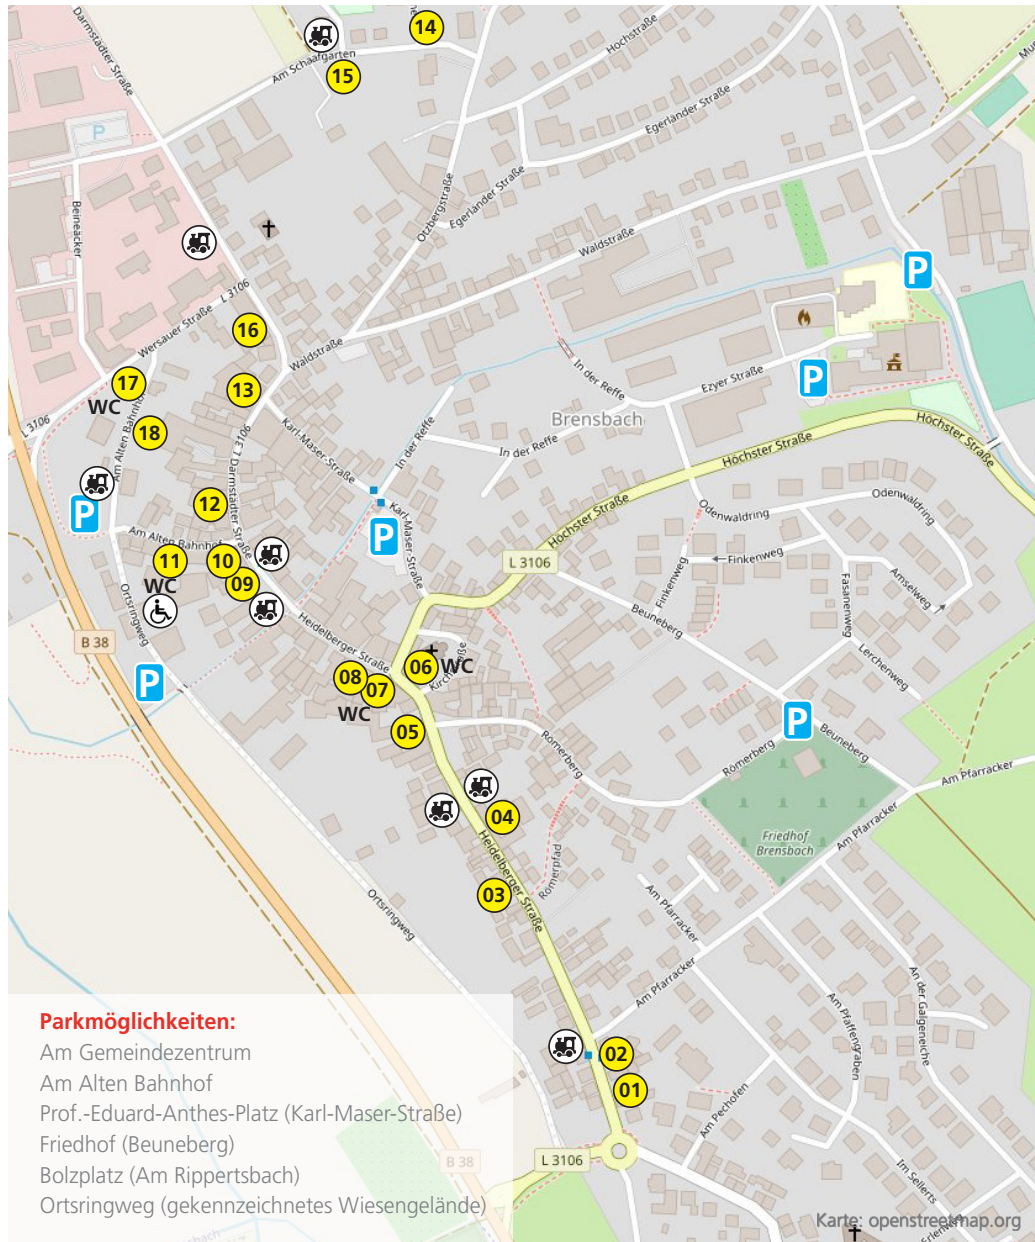 Darmstädter Straße
Bene
14
Hochstraße
Mü
Am Schaafgarten
15
Egerländer Straße
P
Otzbergstraße
Egerländer Straße
Beineäcker
Waldstraße
L 3106
P
Wersauer Straße
16
Waldstraße
In der Reffe
Ezyer Straße
P
17
WC
13
L 3106
Am Alten Bahnhof
18
L 3106
Karl-Maser-Straße
In der Reffe
Brensbach
In der Reffe
Höchster Straße
Höchster Straße
Darmstädter Straße
P
12
Karl-Maser-Straße
P
Höchster Straße
Odenwaldring
Odenwaldring
Am Alten Bahnhof
11
10
09
L 3106
Finkenweg
Finkenweg
Amselweg
WC
Ortsringweg
Beuneberg
Fasanenweg
B 38
Heidelberger Straße
06
WC
Kirchstraße
Lerchenweg
P
08
07
WC
05
P
Römerberg
Römerberg
Beuneberg
Am Pfarracker
04
Heidelberger Straße
Friedhof
Brensbach
Am Pfarracker
03
Römerpfad
Ortsringweg
Am Pfarracker
Am Pfarracker
An der Galgeneiche
Am Pfaffengraben
02
01
Am Pechofen
L 3106
B 38
Im Sellerts
Erlenweg
sbach
Parkmöglichkeiten:
Am Gemeindezentrum
Am Alten Bahnhof
Prof.-Eduard-Anthes-Platz (Karl-Maser-Straße)
Friedhof (Beuneberg)
Bolzplatz (Am Rippertsbach)
Ortsringweg (gekennzeichnetes Wiesengelände)
Karte: openstreetmap.org